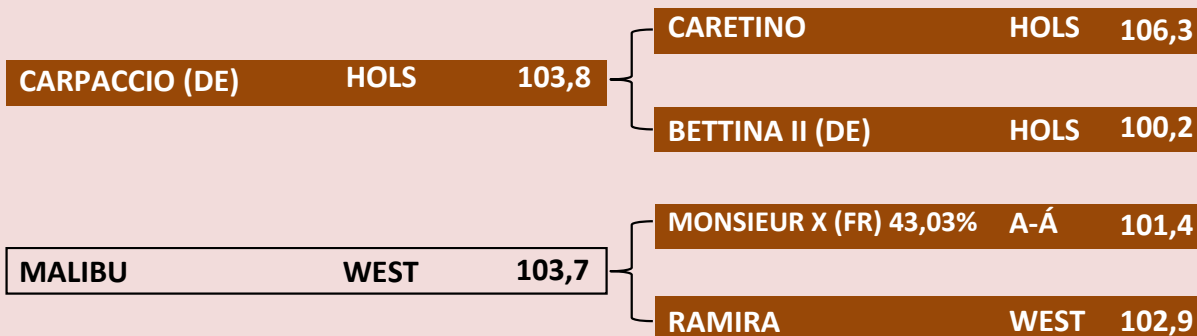 CARETINO HOLS 106,3
CARPACCIO (DE) HOLS 103,8
BETTINA II (DE) HOLS 100,2
MONSIEUR X (FR) 43,03% A-Á 101,4
MALIBU WEST 103,7
RAMIRA WEST 102,9